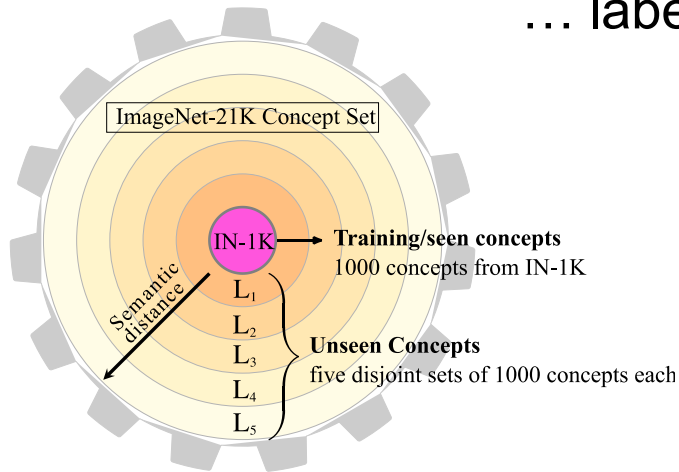 … labe
ImageNet-21K Concept Set
IN-1K
Training/seen concepts
1000 concepts from IN-1K
Semantic
distance
L1
L2
L3
L4
L5
Unseen Concepts
five disjoint sets of 1000 concepts each